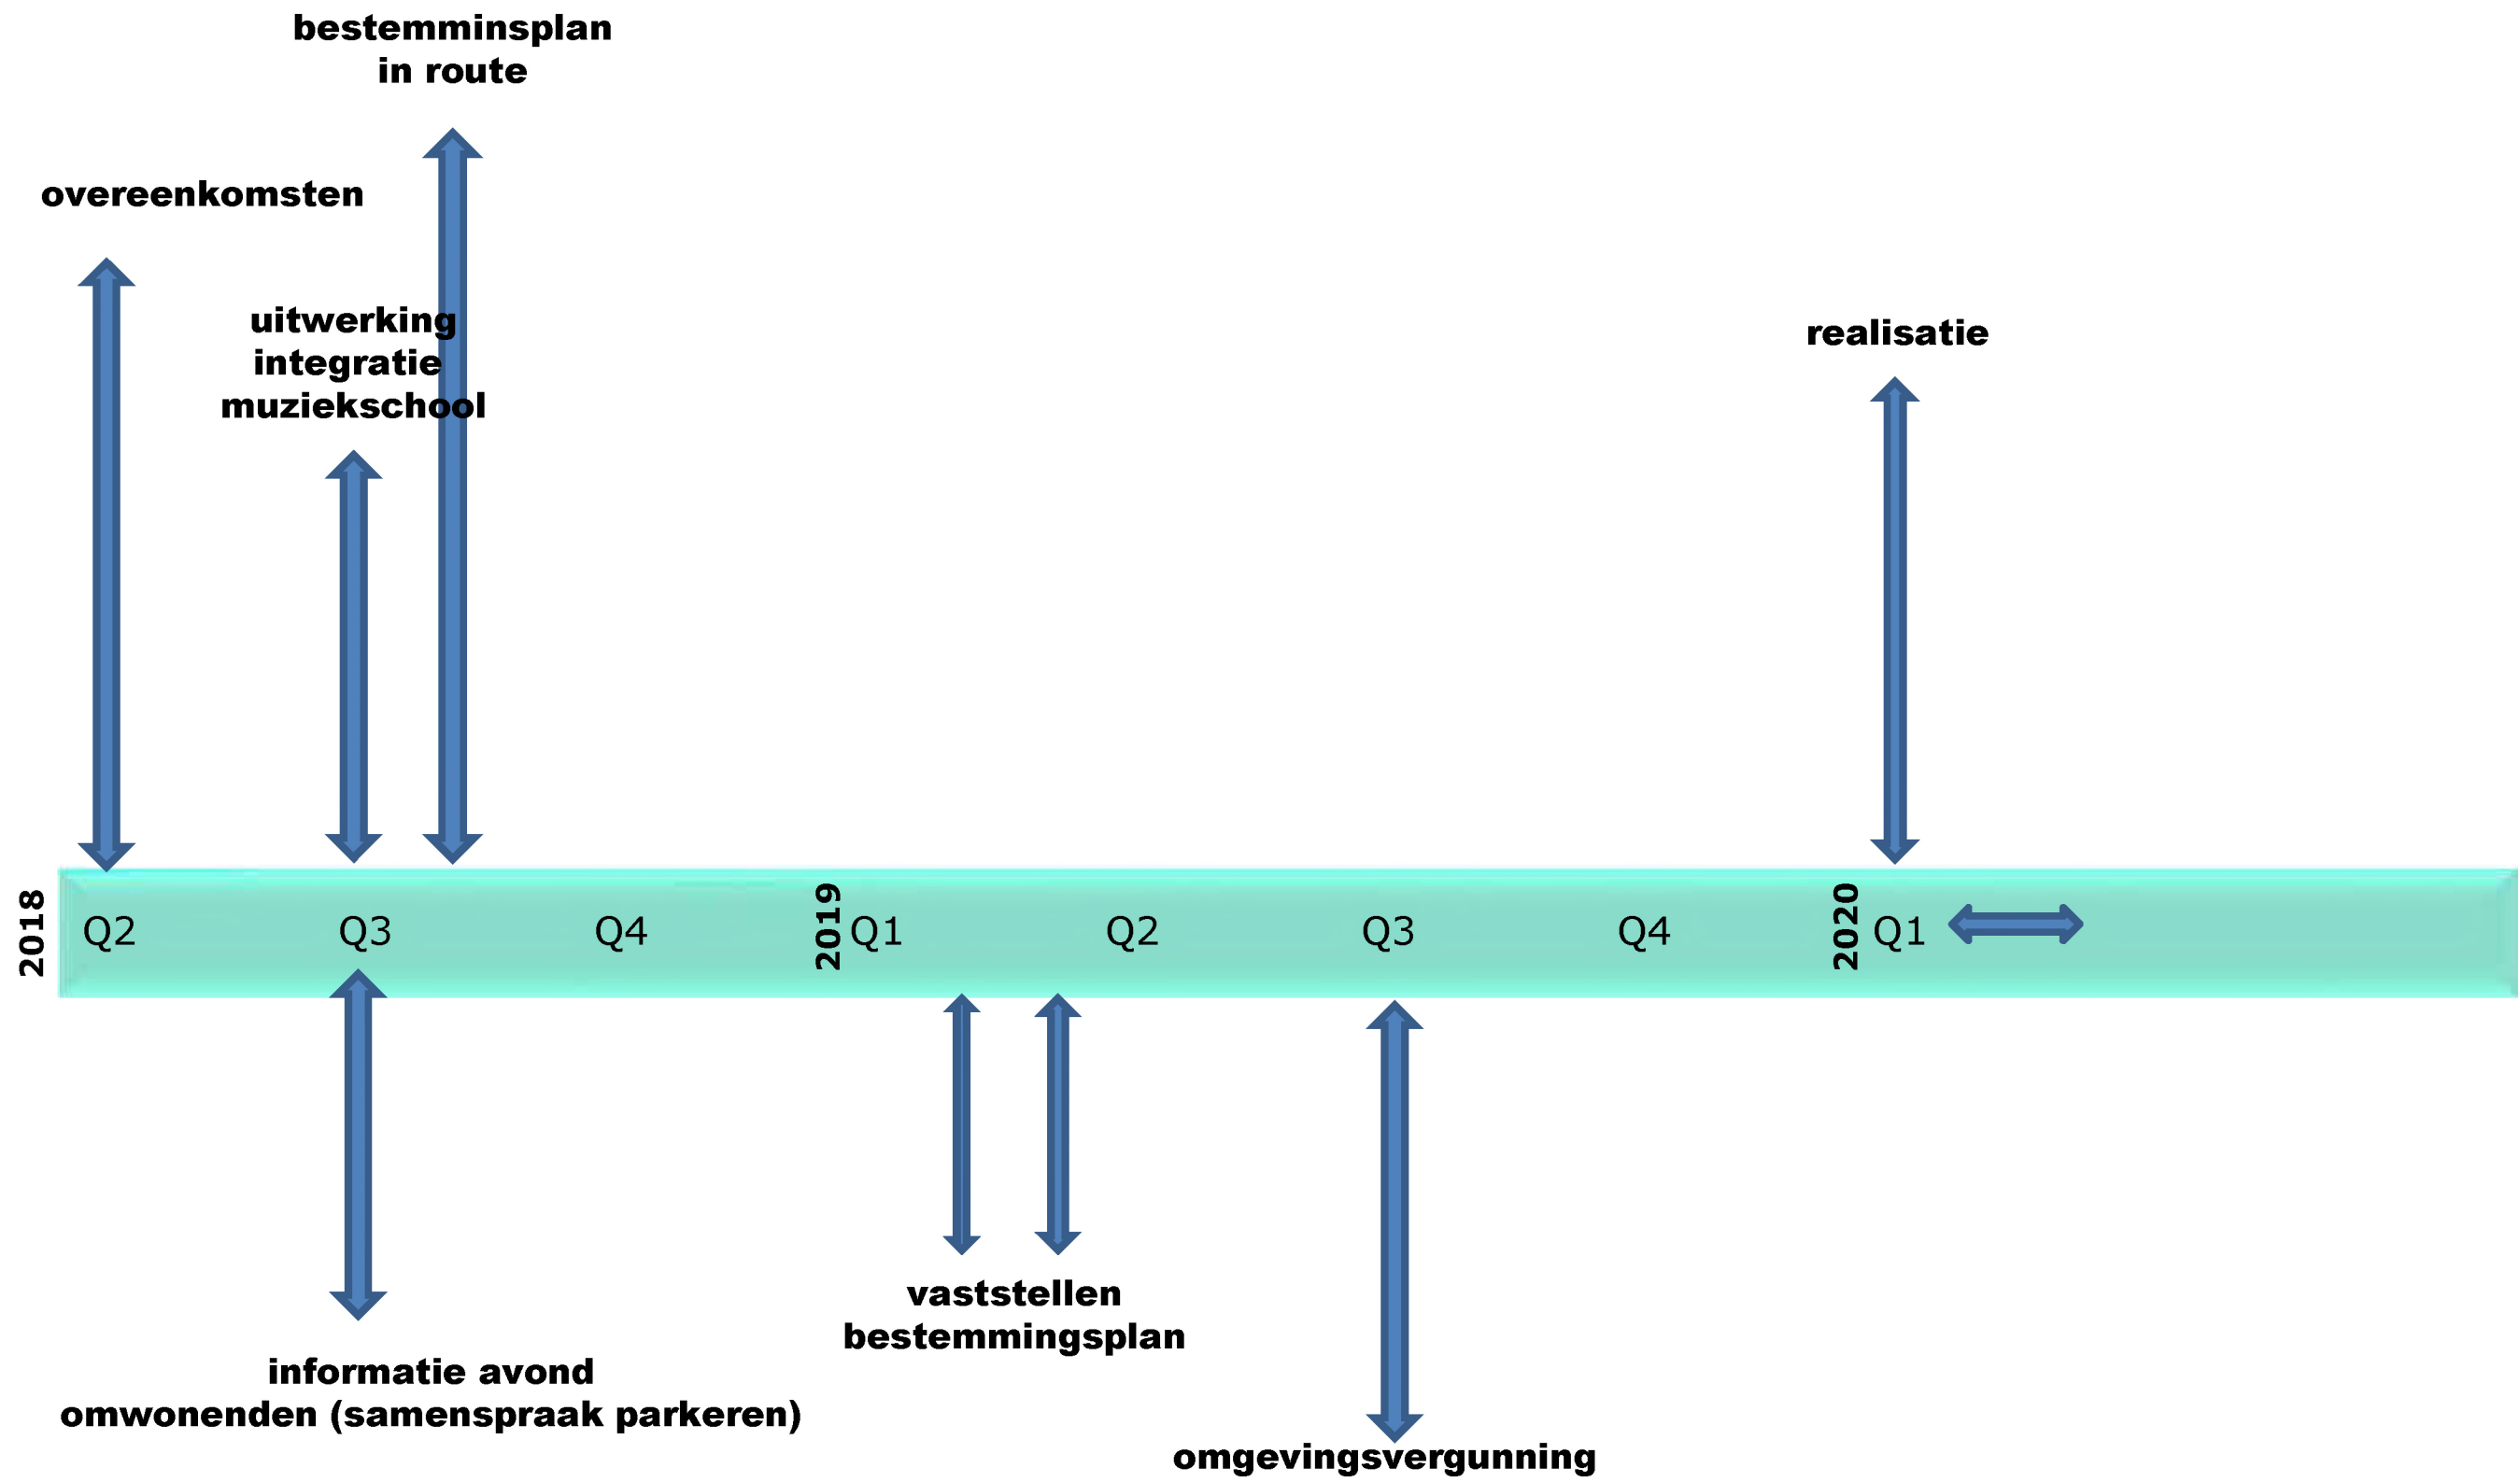 bestemminsplan
in route
overeenkomsten
uitwerking
integratie
muziekschool
realisatie
2018
Q2
Q3
Q4
2019
Q1
Q2
Q3
Q4
2020
Q1
vaststellen
bestemmingsplan
informatie avond
omwonenden (samenspraak parkeren)
omgevingsvergunning